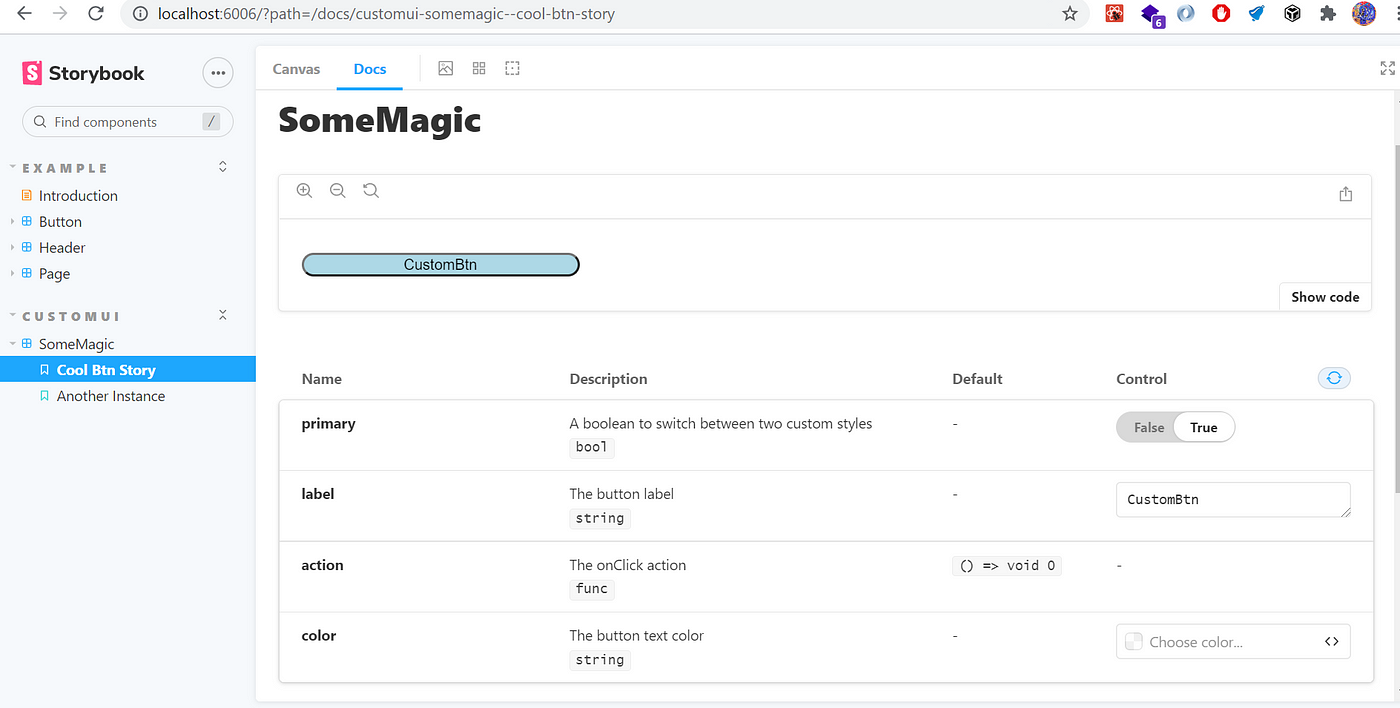 localhost:6006/?path=/docs/customui-somemagic--cool-btn-story
6
S Storybook
Canvas Docs
Find components /
SomeMagic
EXAMPLE
Introduction
Button
Header
Page
CUSTOMUI
SomeMagic
Cool Btn Story
Another Instance
CustomBtn
Show code
Name Description Default Control
primary A boolean to switch between two custom styles - False True
bool
label The button label - CustomBtn
string
action The onClick action () => void 0 -
func
color The button text color - Choose color...
string